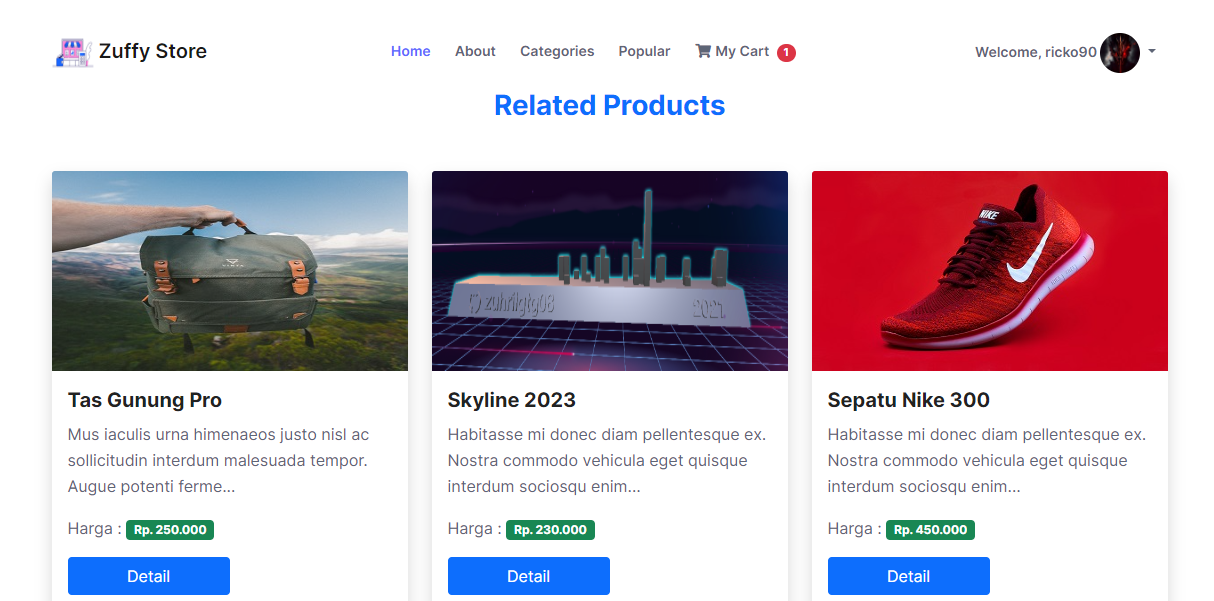 Zuffy Store
Home
About
Categories
Popular
My Cart 1
Welcome, ricko90
Related Products
NIKE
2021
Tas Gunung Pro
Mus iaculis urna himenaeos justo nisl ac
sollicitudin interdum malesuada tempor.
Augue potenti ferme...
Harga : Rp. 250.000
Detail
Skyline 2023
Habitasse mi donec diam pellentesque ex.
Nostra commodo vehicula eget quisque
interdum sociosqu enim...
Harga : Rp. 230.000
Detail
Sepatu Nike 300
Habitasse mi donec diam pellentesque ex.
Nostra commodo vehicula eget quisque
interdum sociosqu enim...
Harga : Rp. 450.000
Detail